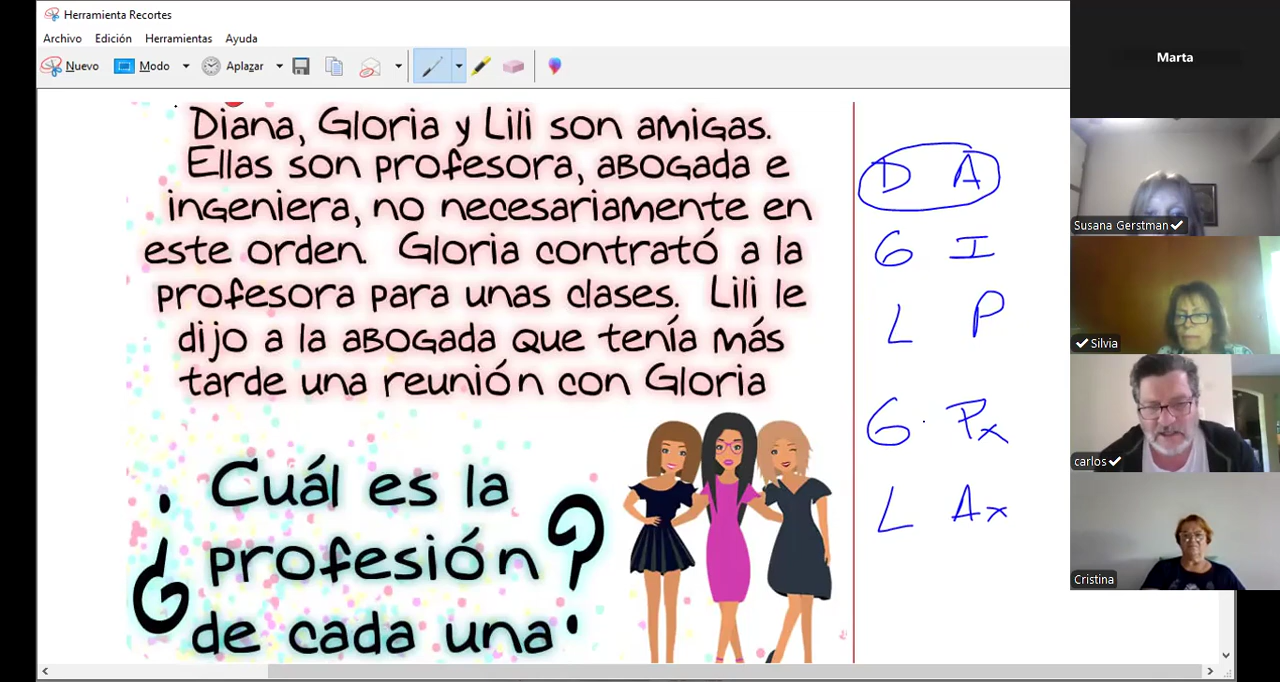 Herramienta Recortes
Archivo Edición Herramientas Ayuda
Nuevo Modo Aplazar
Diana, Gloria y Lili son amigas.
Ellas son profesora, abogada e
ingeniera, no necesariamente en
este orden. Gloria contrató a la
profesora para unas clases. Lili le
dijo a la abogada que tenía más
tarde una reunión con Gloria
¿Cuál es la
profesión
de cada una?
D A
G I
L P
G Px
L Ax
Marta
Susana Gerstman
Silvia
carlos
Cristina